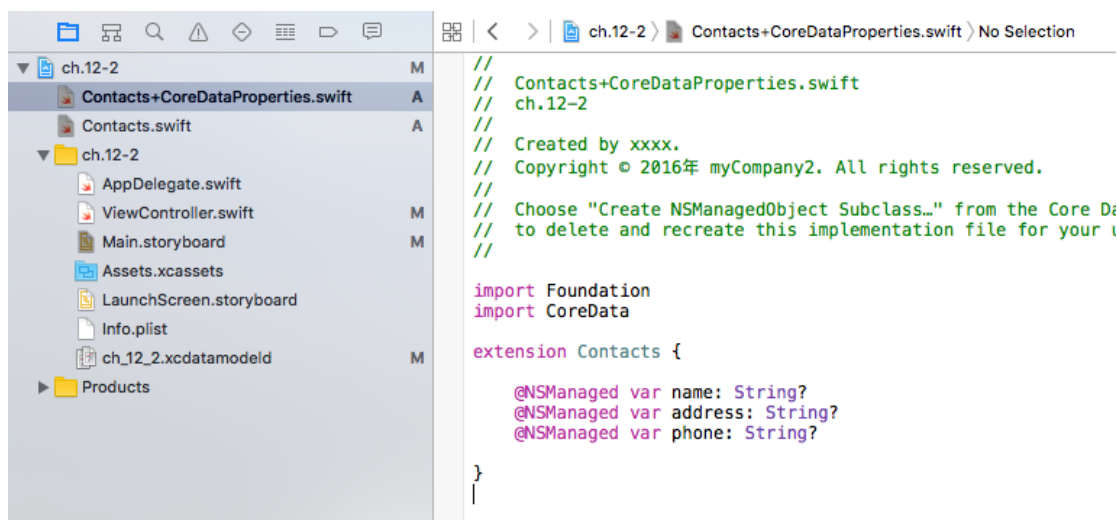 ch.12-2 〉 Contacts+CoreDataProperties.swift 〉 No Selection
ch.12-2 M
Contacts+CoreDataProperties.swift A
Contacts.swift A
ch.12-2
AppDelegate.swift
ViewController.swift M
Main.storyboard M
Assets.xcassets
LaunchScreen.storyboard
Info.plist
ch_12_2.xcdatamodeld M
Products
//
// Contacts+CoreDataProperties.swift
// ch.12-2
//
// Created by xxxx.
// Copyright © 2016年 myCompany2. All rights reserved.
//
// Choose "Create NSManagedObject Subclass…" from the Core Da
// to delete and recreate this implementation file for your u
//
import Foundation
import CoreData
extension Contacts {
@NSManaged var name: String?
@NSManaged var address: String?
@NSManaged var phone: String?
}